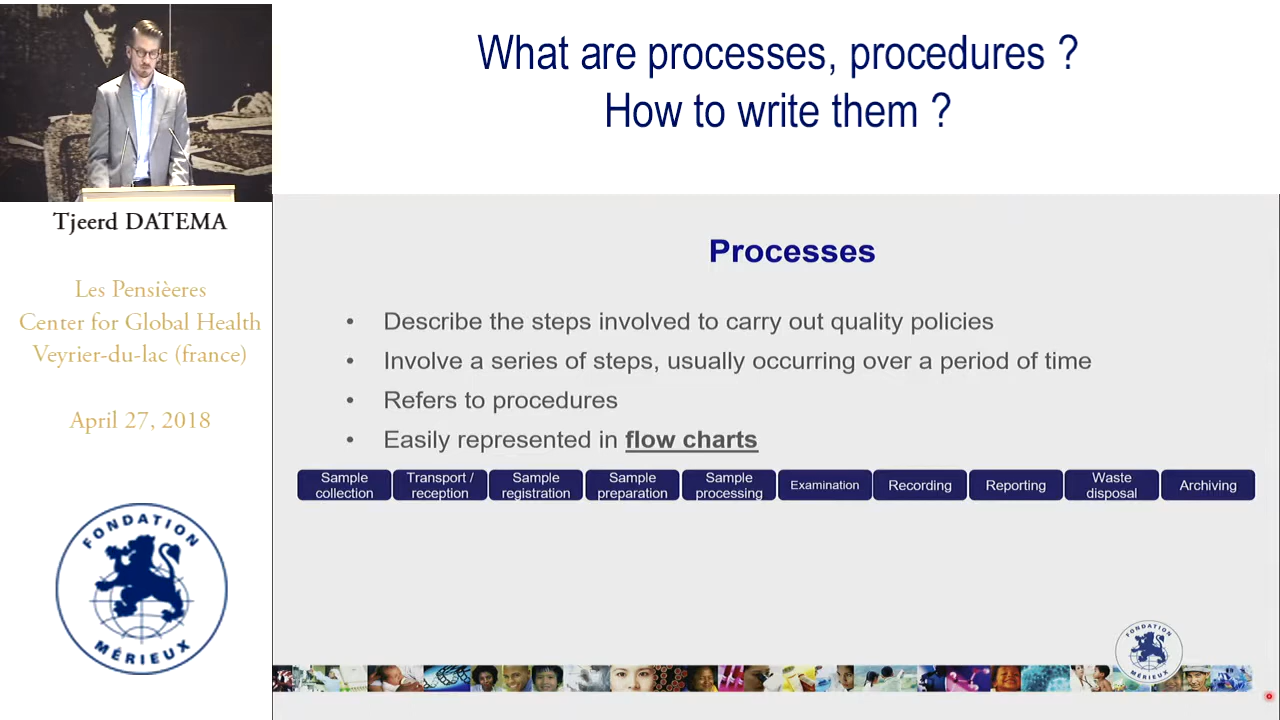 What are processes, procedures ?
How to write them ?
Tjeerd DATEMA
Les Pensièeres
Center for Global Health
Veyrier-du-lac (france)
April 27, 2018
FONDATION
MÉRIEUX
Processes
• Describe the steps involved to carry out quality policies
• Involve a series of steps, usually occurring over a period of time
• Refers to procedures
• Easily represented in flow charts
Sample
collection
Transport /
reception
Sample
registration
Sample
preparation
Sample
processing
Examination
Recording
Reporting
Waste
disposal
Archiving
FONDATION
MÉRIEUX